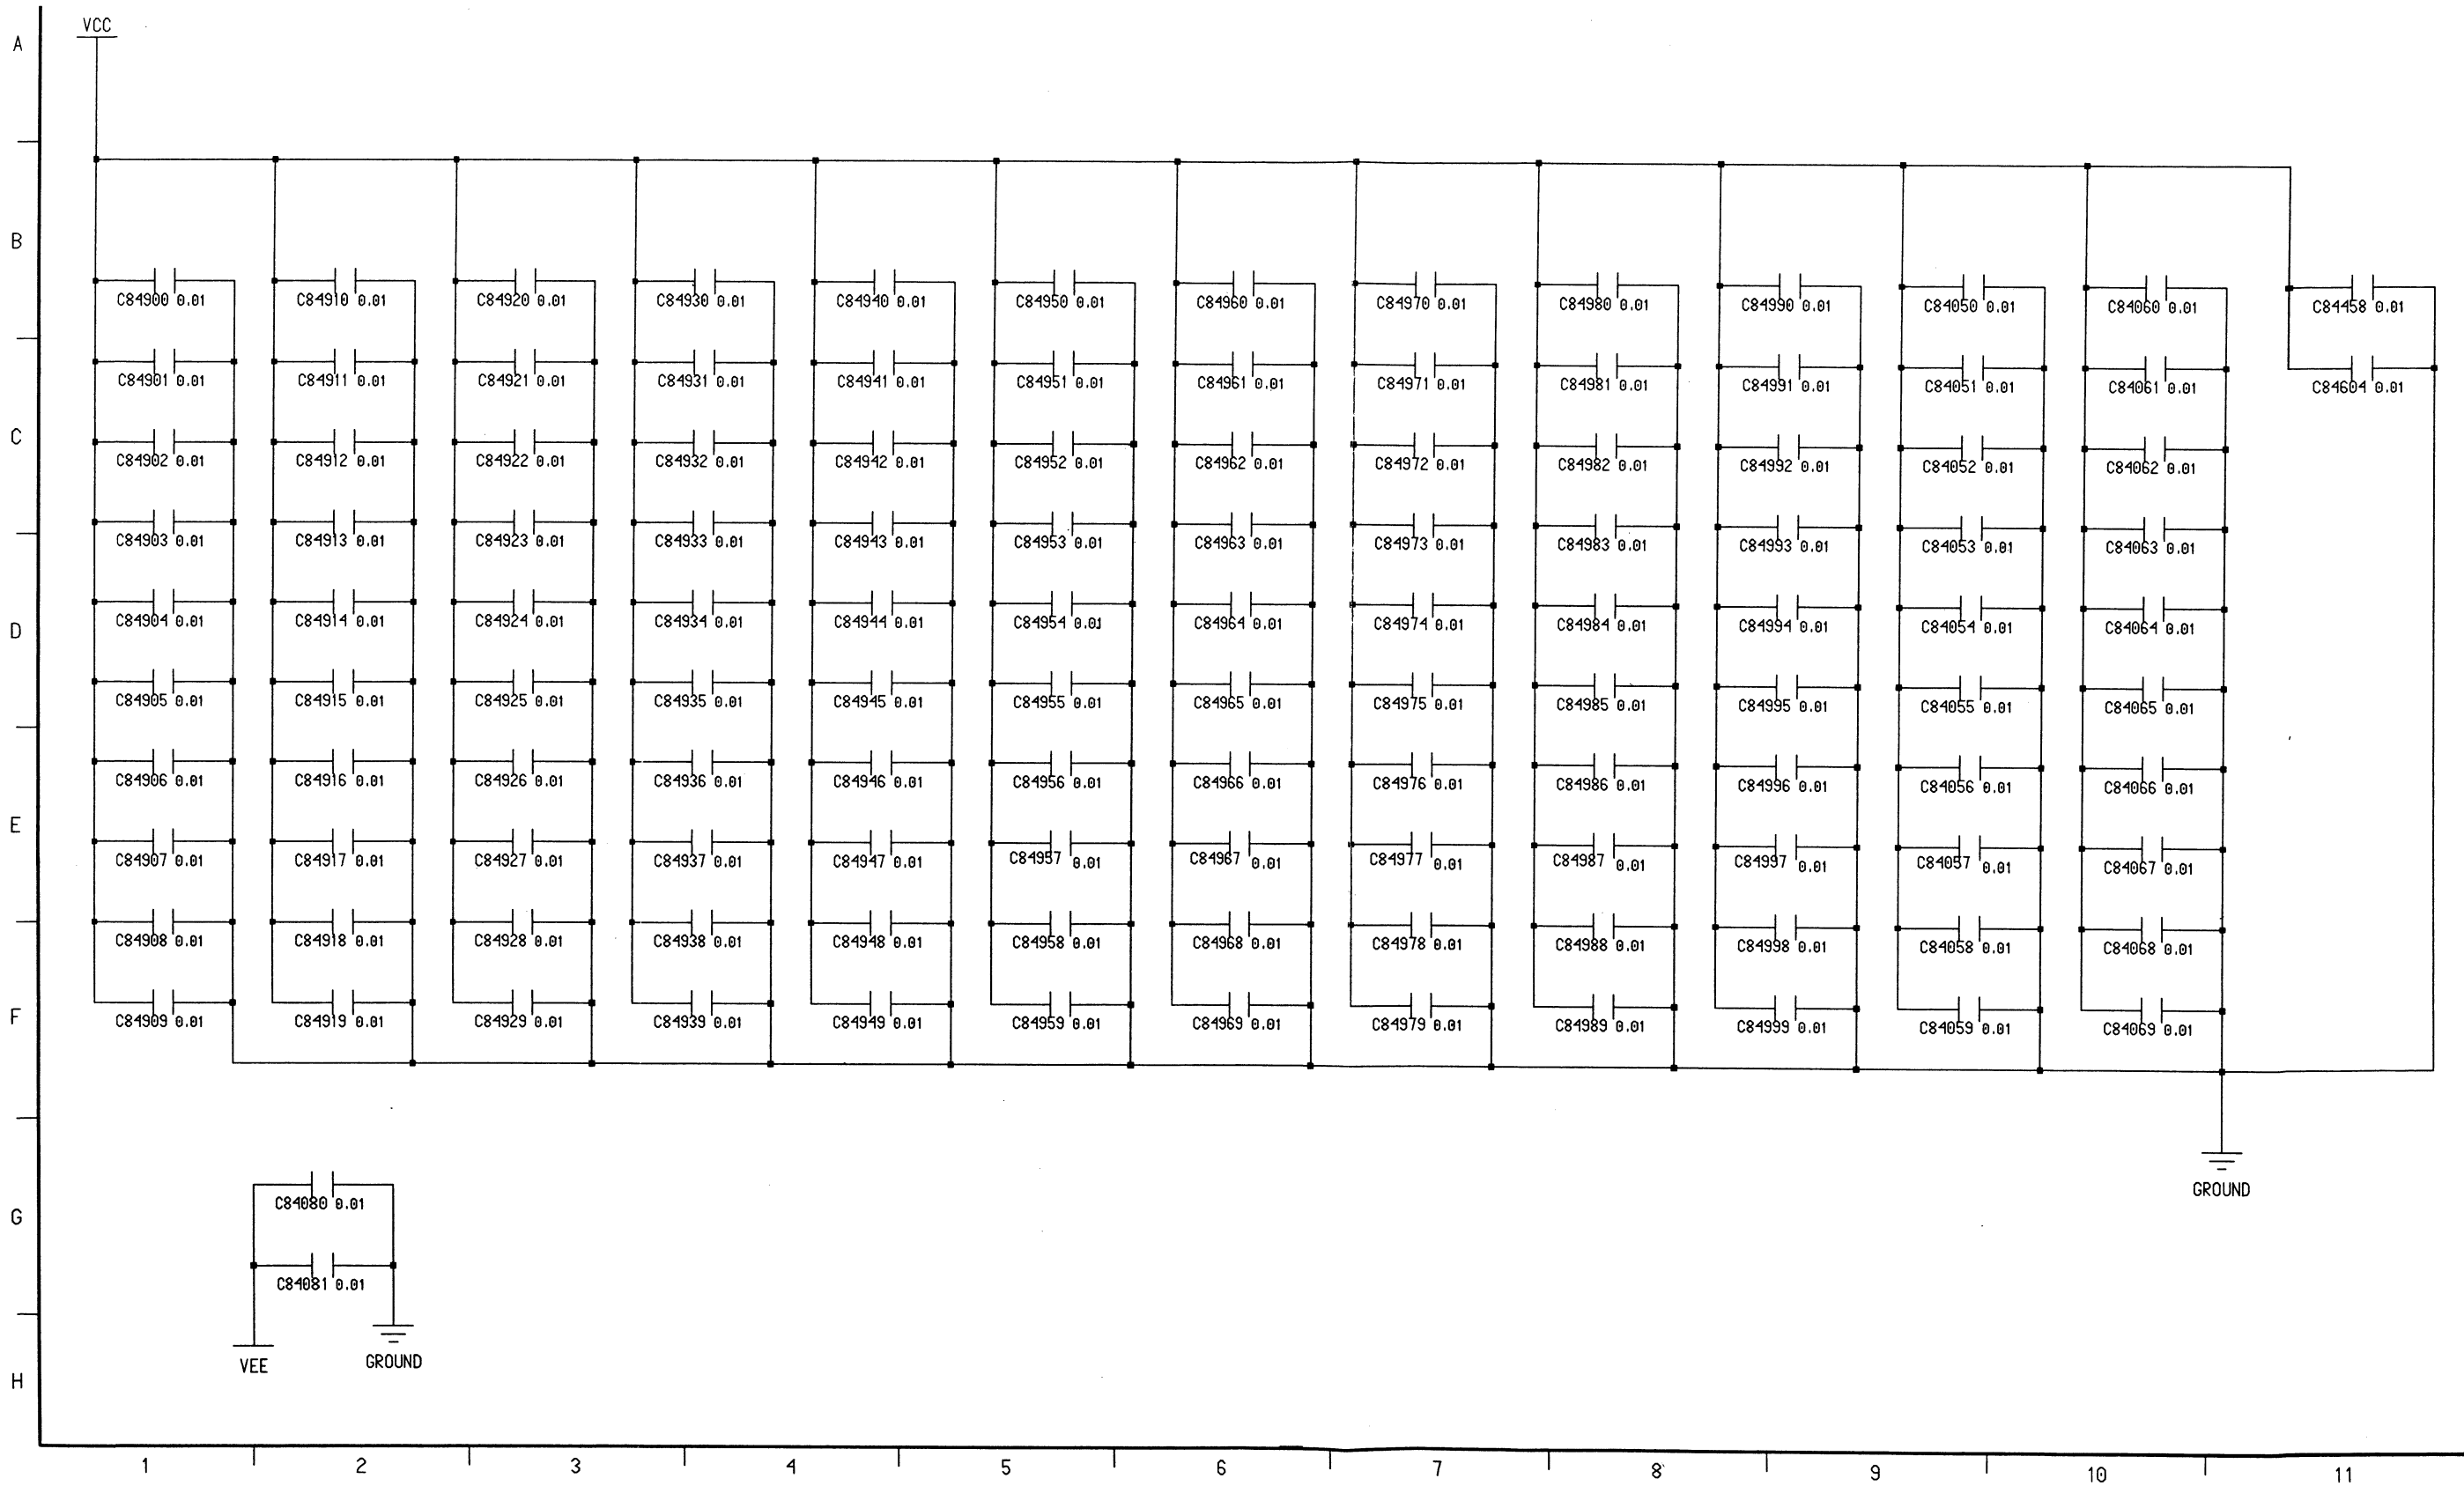 VCC
A
B
C84900 0.01 C84910 0.01 C84920 0.01 C84930 0.01 C84940 0.01 C84950 0.01 C84960 0.01 C84970 0.01 C84980 0.01 C84990 0.01 C84050 0.01 C84060 0.01 C84458 0.01
C84901 0.01 C84911 0.01 C84921 0.01 C84931 0.01 C84941 0.01 C84951 0.01 C84961 0.01 C84971 0.01 C84981 0.01 C84991 0.01 C84051 0.01 C84061 0.01 C84604 0.01
C
C84902 0.01 C84912 0.01 C84922 0.01 C84932 0.01 C84942 0.01 C84952 0.01 C84962 0.01 C84972 0.01 C84982 0.01 C84992 0.01 C84052 0.01 C84062 0.01
C84903 0.01 C84913 0.01 C84923 0.01 C84933 0.01 C84943 0.01 C84953 0.01 C84963 0.01 C84973 0.01 C84983 0.01 C84993 0.01 C84053 0.01 C84063 0.01
C84904 0.01 C84914 0.01 C84924 0.01 C84934 0.01 C84944 0.01 C84954 0.01 C84964 0.01 C84974 0.01 C84984 0.01 C84994 0.01 C84054 0.01 C84064 0.01
D
C84905 0.01 C84915 0.01 C84925 0.01 C84935 0.01 C84945 0.01 C84955 0.01 C84965 0.01 C84975 0.01 C84985 0.01 C84995 0.01 C84055 0.01 C84065 0.01
C84906 0.01 C84916 0.01 C84926 0.01 C84936 0.01 C84946 0.01 C84956 0.01 C84966 0.01 C84976 0.01 C84986 0.01 C84996 0.01 C84056 0.01 C84066 0.01
E
C84907 0.01 C84917 0.01 C84927 0.01 C84937 0.01 C84947 0.01 C84957 0.01 C84967 0.01 C84977 0.01 C84987 0.01 C84997 0.01 C84057 0.01 C84067 0.01
C84908 0.01 C84918 0.01 C84928 0.01 C84938 0.01 C84948 0.01 C84958 0.01 C84968 0.01 C84978 0.01 C84988 0.01 C84998 0.01 C84058 0.01 C84068 0.01
F
C84909 0.01 C84919 0.01 C84929 0.01 C84939 0.01 C84949 0.01 C84959 0.01 C84969 0.01 C84979 0.01 C84989 0.01 C84999 0.01 C84059 0.01 C84069 0.01
GROUND
C84080 0.01
G
C84081 0.01
VEE GROUND
H
1 2 3 4 5 6 7 8 9 10 11